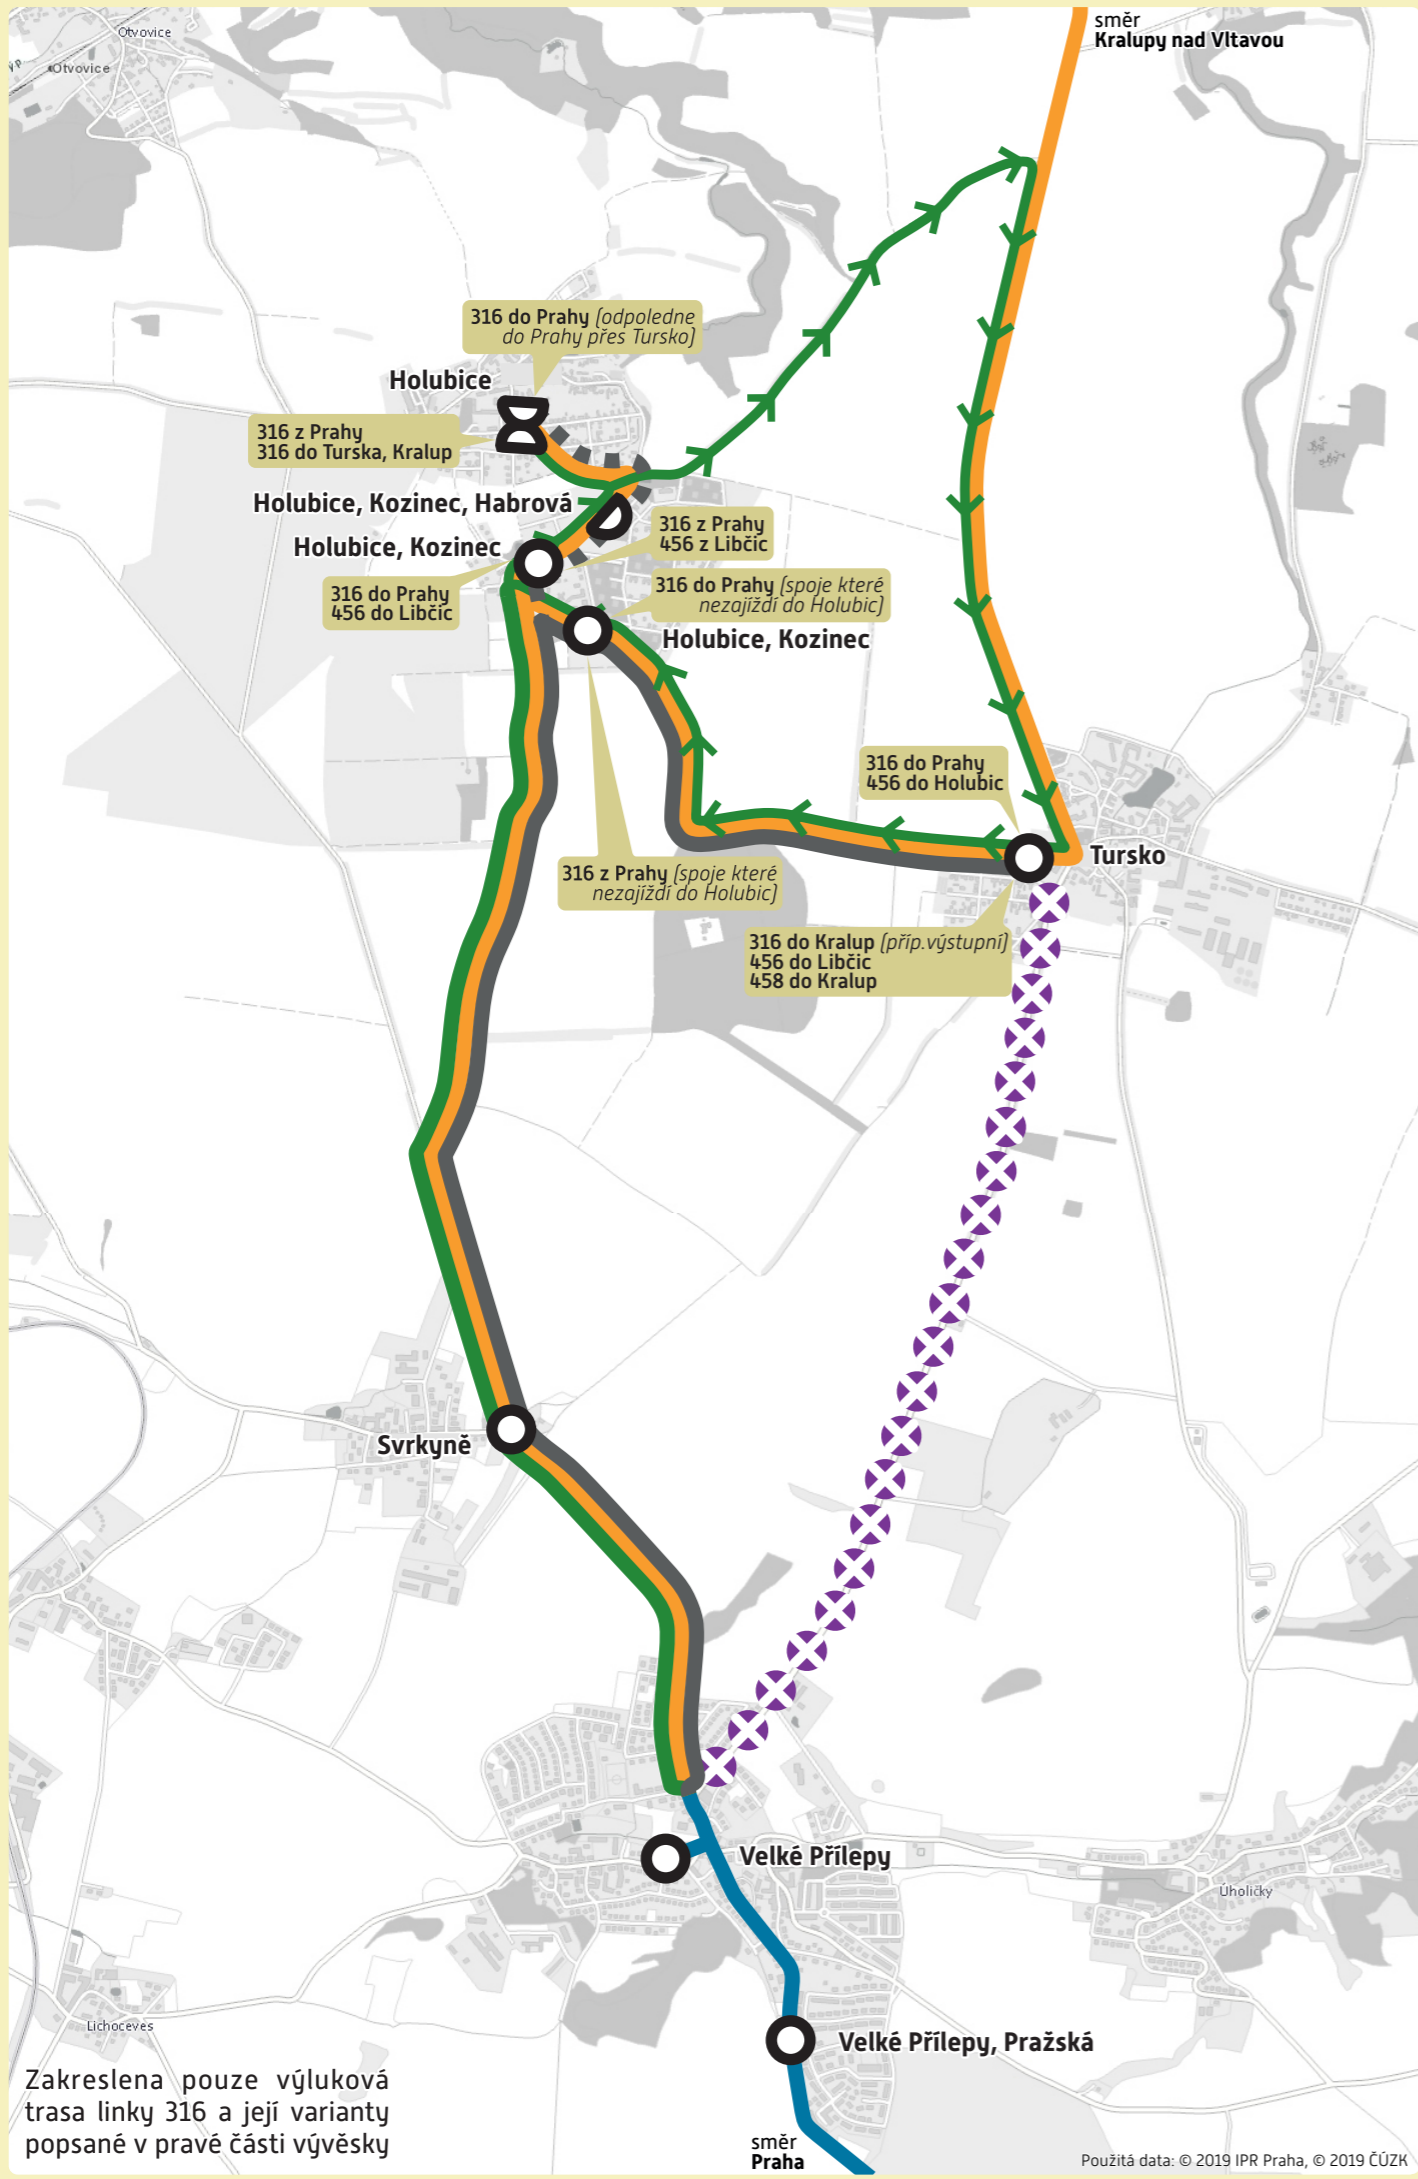 směr
Kralupy nad Vltavou
Otvovice
Otvovice
316 do Prahy (odpoledne
do Prahy přes Tursko)
Holubice
316 z Prahy
316 do Turska, Kralup
Holubice, Kozinec, Habrová
316 z Prahy
456 z Libčic
Holubice, Kozinec
316 do Prahy
456 do Libčic
316 do Prahy (spoje které
nezajíždí do Holubic)
Holubice, Kozinec
316 do Prahy
456 do Holubic
Tursko
316 z Prahy (spoje které
nezajíždí do Holubic)
316 do Kralup (příp.výstupní)
456 do Libčic
458 do Kralup
Svrkyně
Velké Přílepy
Úholičky
Lichoceves
Velké Přílepy, Pražská
Zakreslena pouze výluková
trasa linky 316 a její varianty
popsané v pravé části vývěsky
směr
Praha
Použitá data: © 2019 IPR Praha, © 2019 ČÚZK